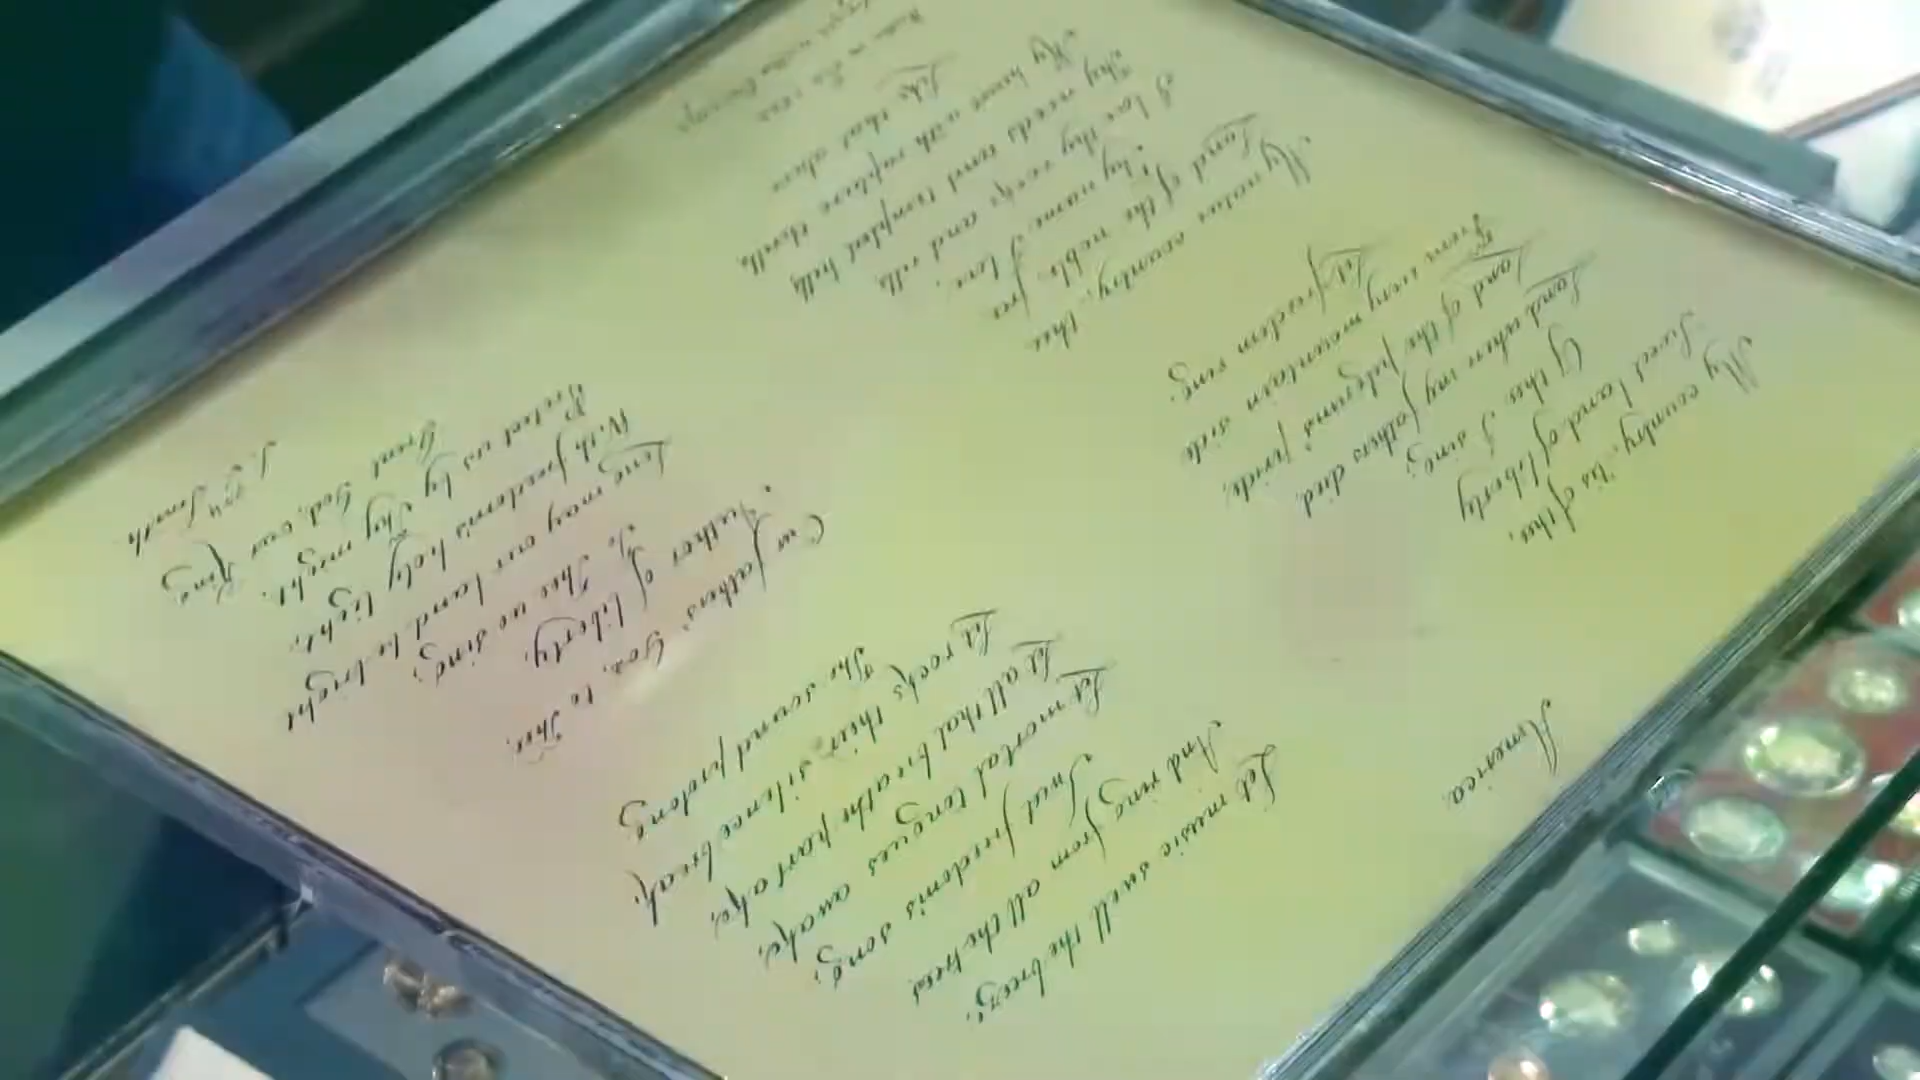 America.
My country, 'tis of thee,
Sweet land of liberty
Of thee I sing;
Land where my fathers died,
Land of the pilgrims' pride,
From every mountain side
Let freedom ring.
My native country, thee
Land of the noble free
Thy name I love;
I love thy rocks and rills,
Thy woods and templed hills
My heart with rapture thrills
Like that above
Let music swell the breeze,
And ring from all the trees
Sweet freedom's song;
Let mortal tongues awake,
Let all that breathe partake,
Let rocks their silence break,
The sound prolong
Our fathers' God, to Thee,
Author of liberty,
To Thee we sing;
Long may our land be bright
With freedom's holy light,
Protect us by Thy might,
Great God, our King.
S. F. Smith.